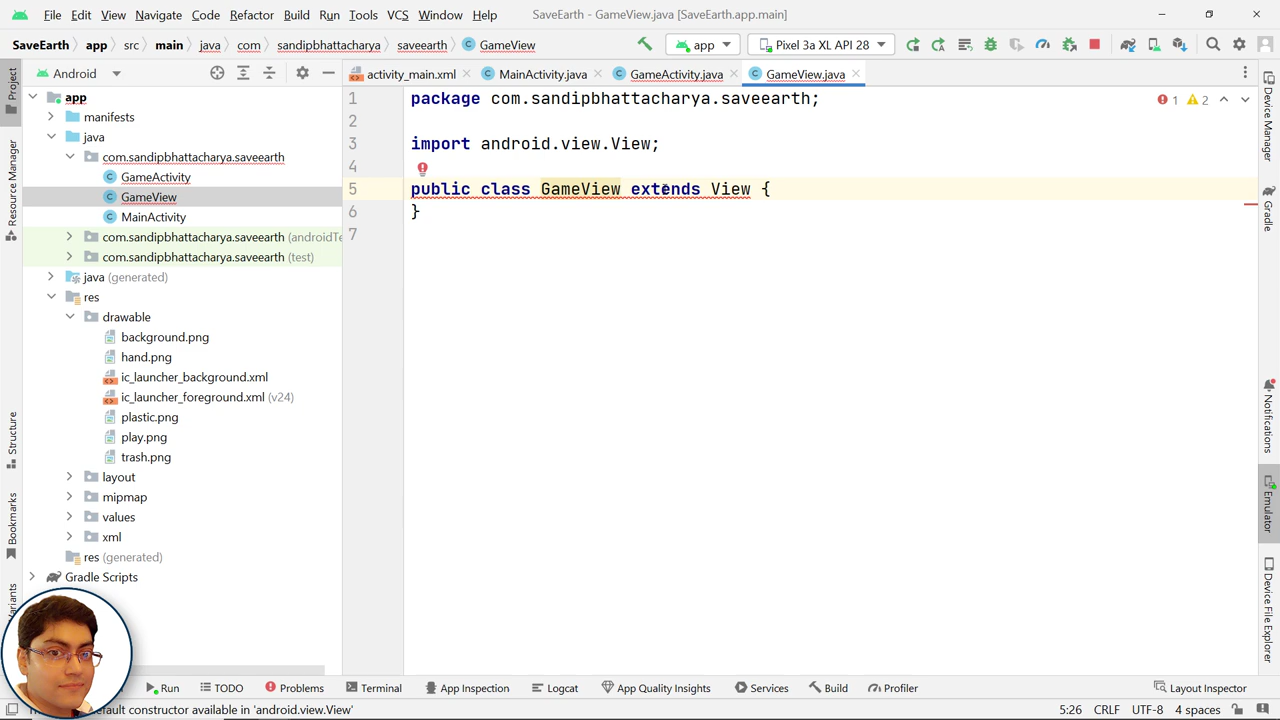 File Edit View Navigate Code Refactor Build Run Tools VCS Window Help SaveEarth - GameView.java [SaveEarth.app.main]
SaveEarth app src main java com sandipbhattacharya saveearth GameView app Pixel 3a XL API 28
Android activity_main.xml MainActivity.java GameActivity.java GameView.java
Project
Resource Manager
Structure
Bookmarks
app
manifests
java
com.sandipbhattacharya.saveearth
GameActivity
GameView
MainActivity
com.sandipbhattacharya.saveearth (androidTe
com.sandipbhattacharya.saveearth (test)
java (generated)
res
drawable
background.png
hand.png
ic_launcher_background.xml
ic_launcher_foreground.xml (v24)
plastic.png
play.png
trash.png
layout
mipmap
values
xml
res (generated)
Gradle Scripts
1 package com.sandipbhattacharya.saveearth; 1 2
2
3 import android.view.View;
4
5 public class GameView extends View {
6 }
7
Device Manager
Gradle
Notifications
Emulator
Device File Explorer
Run TODO Problems Terminal App Inspection Logcat App Quality Insights Services Build Profiler Layout Inspector
constructor available in 'android.view.View' 5:26 CRLF UTF-8 4 spaces